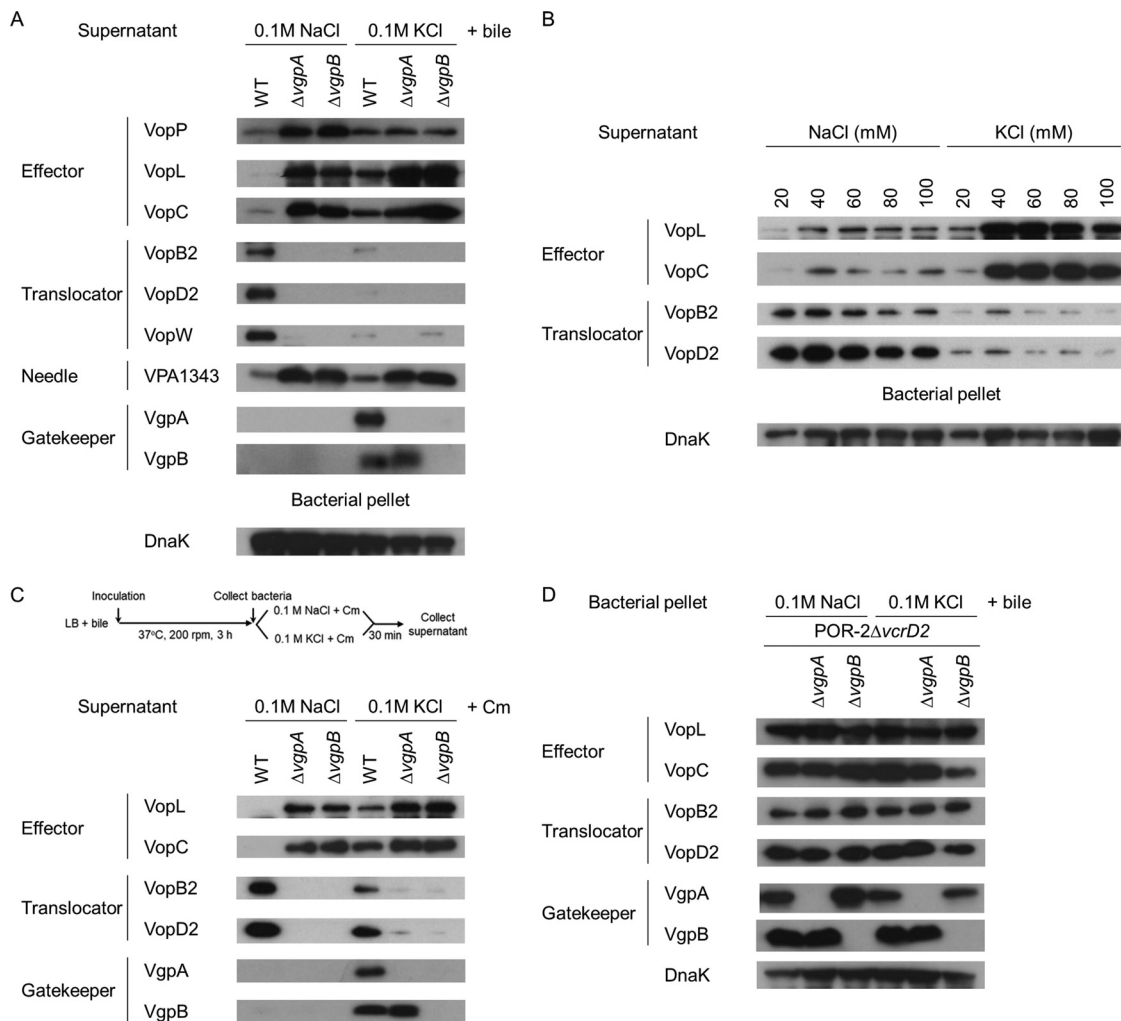 A
Supernatant
0.1M NaCl
0.1M KCl
+ bile
WT
ΔvgpA
ΔvgpB
WT
ΔvgpA
ΔvgpB
Effector
VopP
VopL
VopC
Translocator
VopB2
VopD2
VopW
Needle
VPA1343
Gatekeeper
VgpA
VgpB
Bacterial pellet
DnaK
B
Supernatant
NaCl (mM)
KCl (mM)
20
40
60
80
100
20
40
60
80
100
Effector
VopL
VopC
Translocator
VopB2
VopD2
Bacterial pellet
DnaK
C
Inoculation
Collect bacteria
LB + bile
37°C, 200 rpm, 3 h
0.1 M NaCl + Cm
0.1 M KCl + Cm
30 min
Collect
supernatant
Supernatant
0.1M NaCl
0.1M KCl
+ Cm
WT
ΔvgpA
ΔvgpB
WT
ΔvgpA
ΔvgpB
Effector
VopL
VopC
Translocator
VopB2
VopD2
Gatekeeper
VgpA
VgpB
D
Bacterial pellet
0.1M NaCl
0.1M KCl
+ bile
POR-2ΔvcrD2
ΔvgpA
ΔvgpB
ΔvgpA
ΔvgpB
Effector
VopL
VopC
Translocator
VopB2
VopD2
Gatekeeper
VgpA
VgpB
DnaK